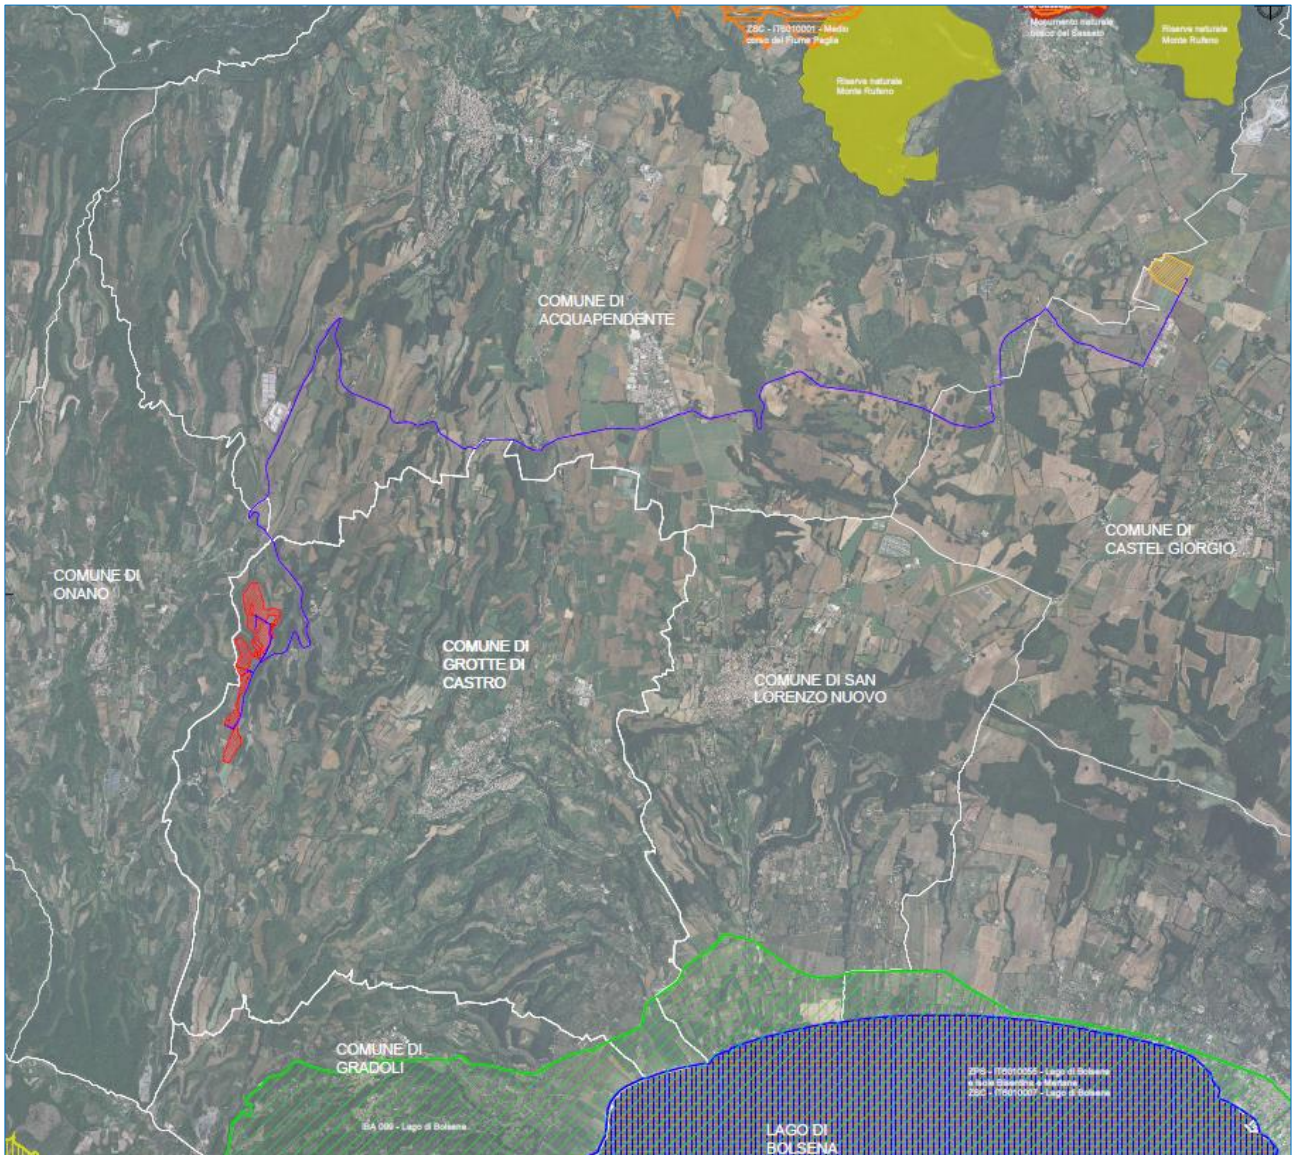 ZSC - IT6010001 - Medio
corso del Fiume Paglia
Monumento naturale
bosco del Sasseto
Riserva naturale
Monte Rufeno
Riserva naturale
Monte Rufeno
COMUNE DI
ACQUAPENDENTE
COMUNE DI
CASTEL GIORGIO
COMUNE DI
ONANO
COMUNE DI
GROTTE DI
CASTRO
COMUNE DI SAN
LORENZO NUOVO
COMUNE DI
GRADOLI
ZPS - IT6010055 - Lago di Bolsena
e Isole Bisentina e Martana
ZSC - IT6010007 - Lago di Bolsena
IBA 099 - Lago di Bolsena
LAGO DI
BOLSENA